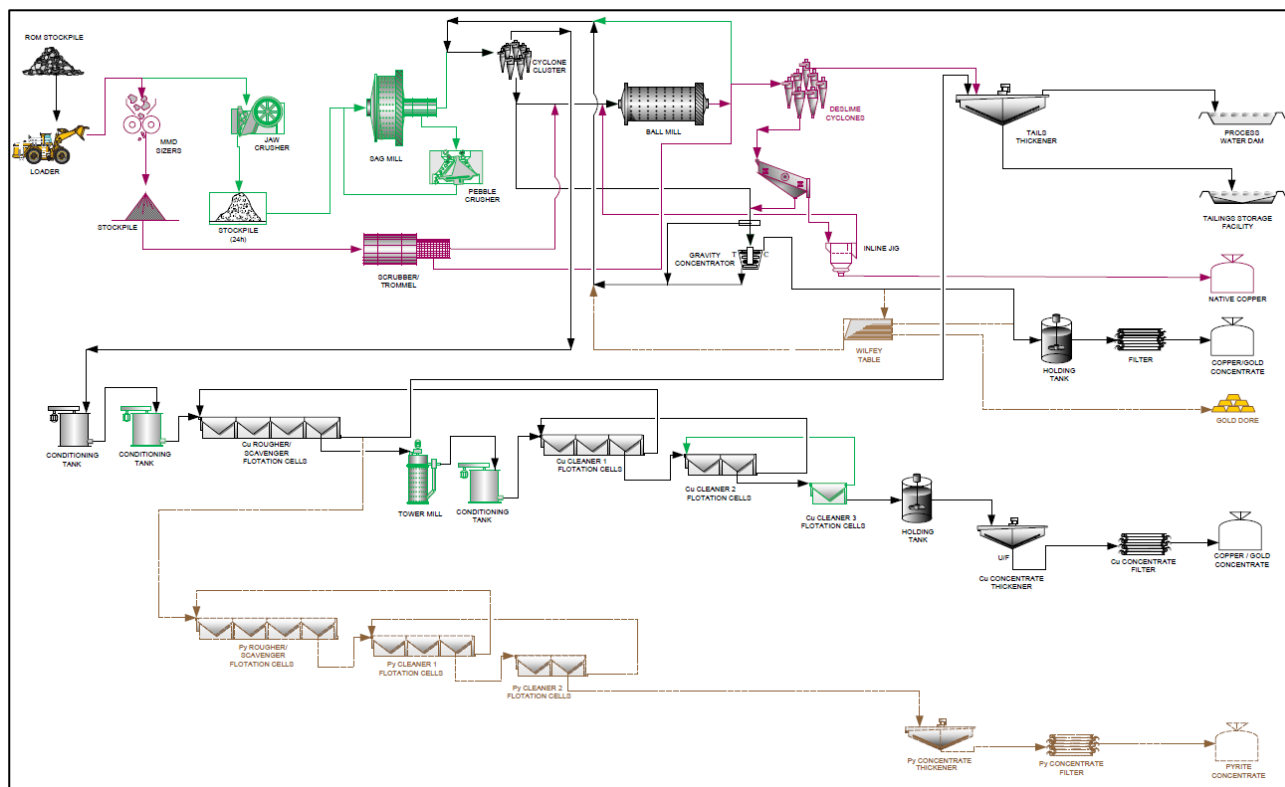 ROM STOCKPILE
LOADER
MMD
SIZERS
STOCKPILE
JAW
CRUSHER
STOCKPILE
(24h)
SAG MILL
PEBBLE
CRUSHER
SCRUBBER/
TROMMEL
CYCLONE
CLUSTER
BALL MILL
DESLIME
CYCLONES
GRAVITY
CONCENTRATOR
T
C
INLINE JIG
TAILS
THICKENER
PROCESS
WATER DAM
TAILINGS STORAGE
FACILITY
NATIVE COPPER
WILFEY
TABLE
HOLDING
TANK
FILTER
COPPER/GOLD
CONCENTRATE
GOLD DORE
CONDITIONING
TANK
CONDITIONING
TANK
Cu ROUGHER/
SCAVENGER
FLOTATION CELLS
TOWER MILL
CONDITIONING
TANK
Cu CLEANER 1
FLOTATION CELLS
Cu CLEANER 2
FLOTATION CELLS
Cu CLEANER 3
FLOTATION CELLS
HOLDING
TANK
U/F
Cu CONCENTRATE
THICKENER
Cu CONCENTRATE
FILTER
COPPER / GOLD
CONCENTRATE
Py ROUGHER/
SCAVENGER
FLOTATION CELLS
Py CLEANER 1
FLOTATION CELLS
Py CLEANER 2
FLOTATION CELLS
Py CONCENTRATE
THICKENER
Py CONCENTRATE
FILTER
PYRITE
CONCENTRATE